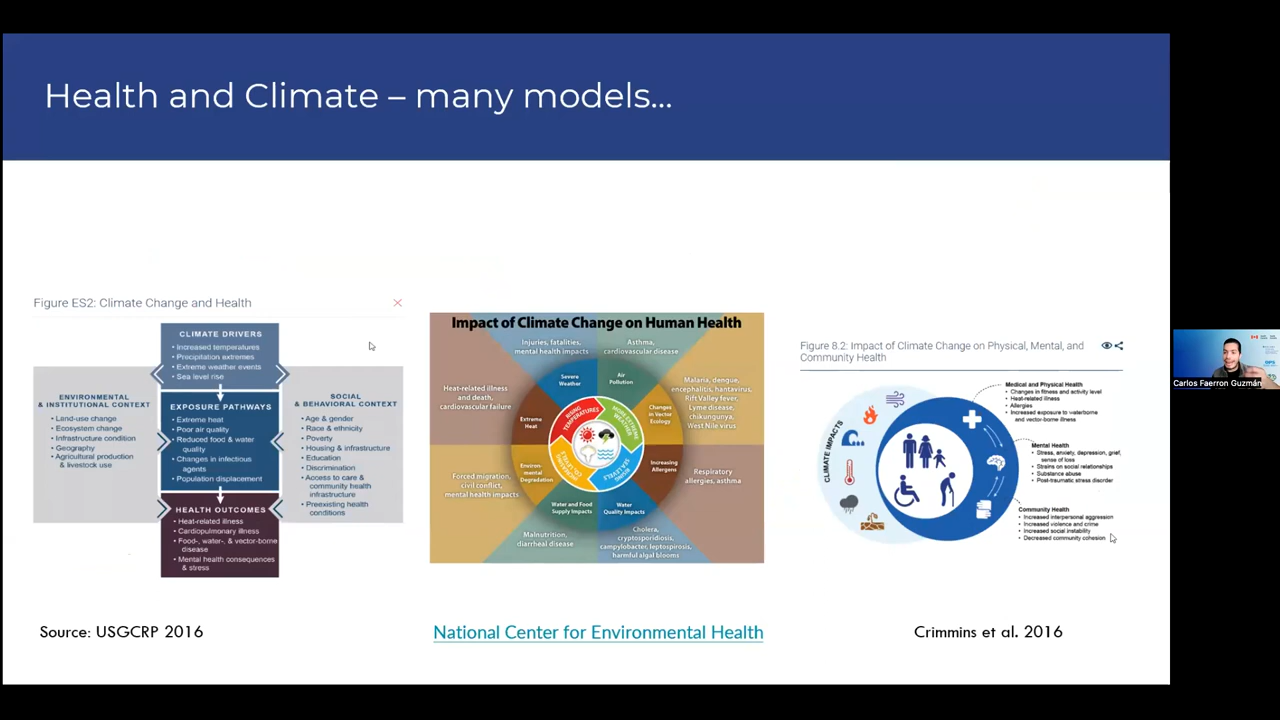 Health and Climate – many models...
Figure ES2: Climate Change and Health
CLIMATE DRIVERS
• Increased temperatures
• Precipitation extremes
• Extreme weather events
• Sea level rise
ENVIRONMENTAL
& INSTITUTIONAL CONTEXT
• Land-use change
• Ecosystem change
• Infrastructure condition
• Geography
• Agricultural production
& livestock use
EXPOSURE PATHWAYS
• Extreme heat
• Poor air quality
• Reduced food & water
quality
• Changes in infectious
agents
• Population displacement
SOCIAL
& BEHAVIORAL CONTEXT
• Age & gender
• Race & ethnicity
• Poverty
• Housing & infrastructure
• Education
• Discrimination
• Access to care &
community health
infrastructure
• Preexisting health
conditions
HEALTH OUTCOMES
• Heat-related illness
• Cardiopulmonary illness
• Food-, water-, & vector-borne
disease
• Mental health consequences
& stress
Source: USGCRP 2016
Impact of Climate Change on Human Health
Injuries, fatalities,
mental health impacts
Asthma,
cardiovascular disease
Heat-related illness
and death,
cardiovascular failure
Malaria, dengue,
encephalitis, hantavirus,
Rift Valley fever,
Lyme disease,
chikungunya,
West Nile virus
Severe
Weather
Air
Pollution
Extreme
Heat
Changes
in Vector
Ecology
RISING
TEMPERATURES
MORE EXTREME
WEATHER
Environ-
mental
Degradation
Increasing
Allergens
RISING
SEA LEVELS
Forced migration,
civil conflict,
mental health impacts
Respiratory
allergies, asthma
Water and Food
Supply Impacts
Water
Quality Impacts
Malnutrition,
diarrheal disease
Cholera,
cryptosporidiosis,
campylobacter, leptospirosis,
harmful algal blooms
National Center for Environmental Health
Figure 8.2: Impact of Climate Change on Physical, Mental, and
Community Health
CLIMATE IMPACTS
Medical and Physical Health
• Changes in fitness and activity level
• Heat-related illness
• Allergies
• Increased exposure to waterborne
and vector-borne illness
Mental Health
• Stress, anxiety, depression, grief,
sense of loss
• Strains on social relationships
• Substance abuse
• Post-traumatic stress disorder
Community Health
• Increased interpersonal aggression
• Increased violence and crime
• Increased social instability
• Decreased community cohesion
Crimmins et al. 2016
Carlos Faerron Guzmán